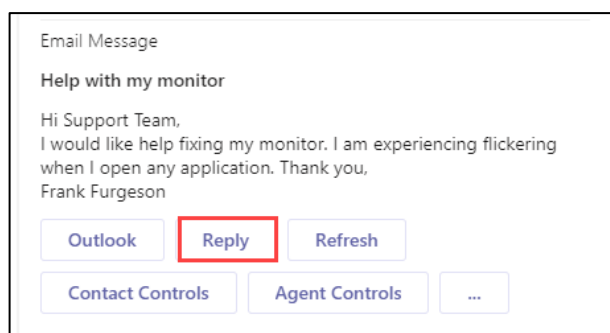 Email Message
Help with my monitor
Hi Support Team,
I would like help fixing my monitor. I am experiencing flickering
when I open any application. Thank you,
Frank Furgeson
Outlook Reply Refresh
Contact Controls Agent Controls ...